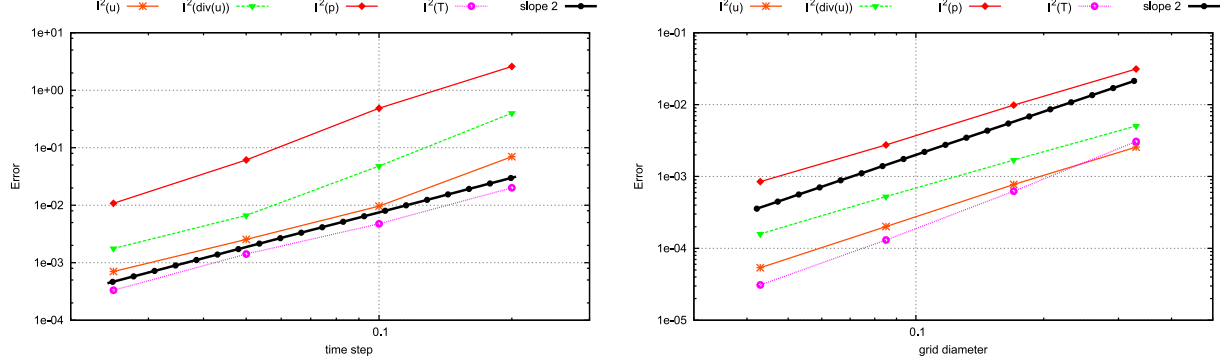 l²(u) l²(div(u)) l²(p) l²(T) slope 2
1e+01
1e+00
1e-01
1e-02
1e-03
1e-04
Error
0.1
time step
l²(u) l²(div(u)) l²(p) l²(T) slope 2
1e-01
1e-02
1e-03
1e-04
1e-05
Error
0.1
grid diameter